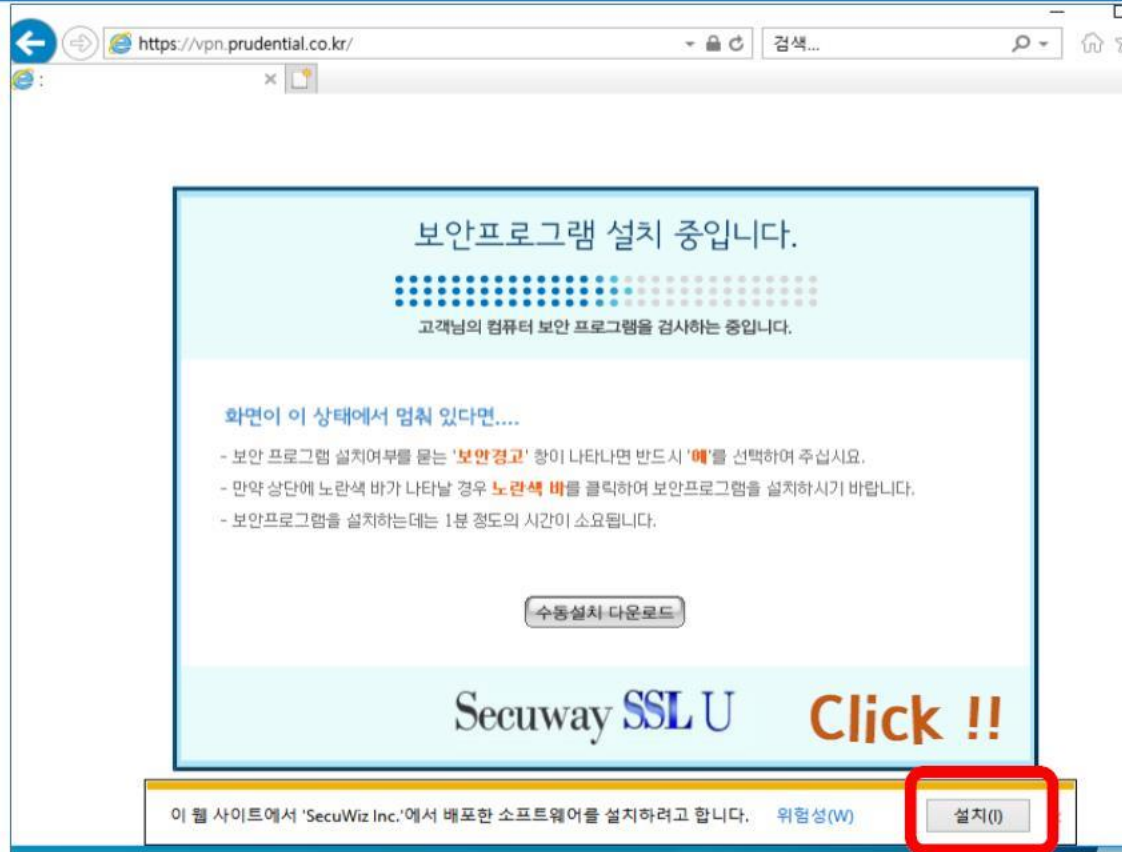 https://vpn.prudential.co.kr/
검색...
:
보안프로그램 설치 중입니다.
고객님의 컴퓨터 보안 프로그램을 검사하는 중입니다.
화면이 이 상태에서 멈춰 있다면....
- 보안 프로그램 설치여부를 묻는 '보안경고' 창이 나타나면 반드시 '예'를 선택하여 주십시요.
- 만약 상단에 노란색 바가 나타날 경우 노란색 바를 클릭하여 보안프로그램을 설치하시기 바랍니다.
- 보안프로그램을 설치하는데는 1분 정도의 시간이 소요됩니다.
수동설치 다운로드
Secuway SSL U
Click !!
이 웹 사이트에서 'SecuWiz Inc.'에서 배포한 소프트웨어를 설치하려고 합니다. 위험성(W) 설치(I)